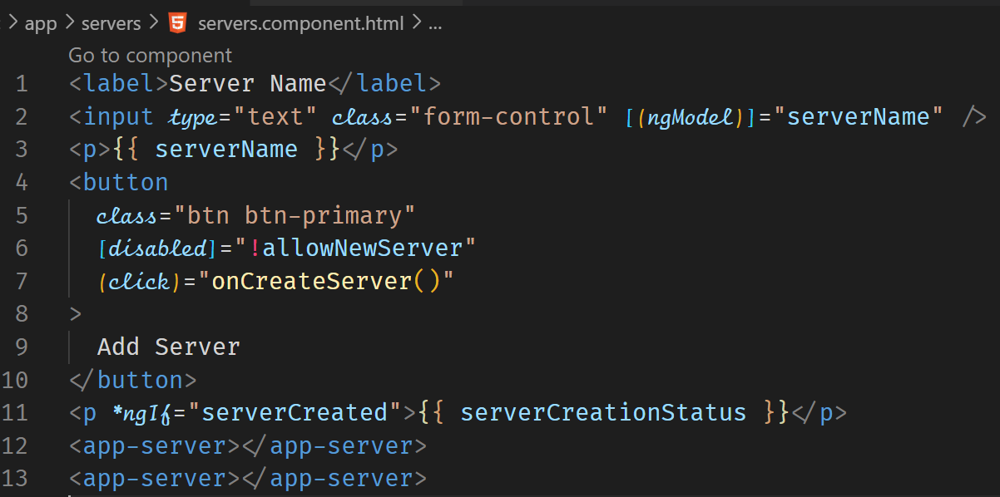 app > servers > servers.component.html > ...
Go to component
1 <label>Server Name</label>
2 <input type="text" class="form-control" [(ngModel)]="serverName" />
3 <p>{{ serverName }}</p>
4 <button
5   class="btn btn-primary"
6   [disabled]="!allowNewServer"
7   (click)="onCreateServer()"
8 >
9   Add Server
10 </button>
11 <p *ngIf="serverCreated">{{ serverCreationStatus }}</p>
12 <app-server></app-server>
13 <app-server></app-server>